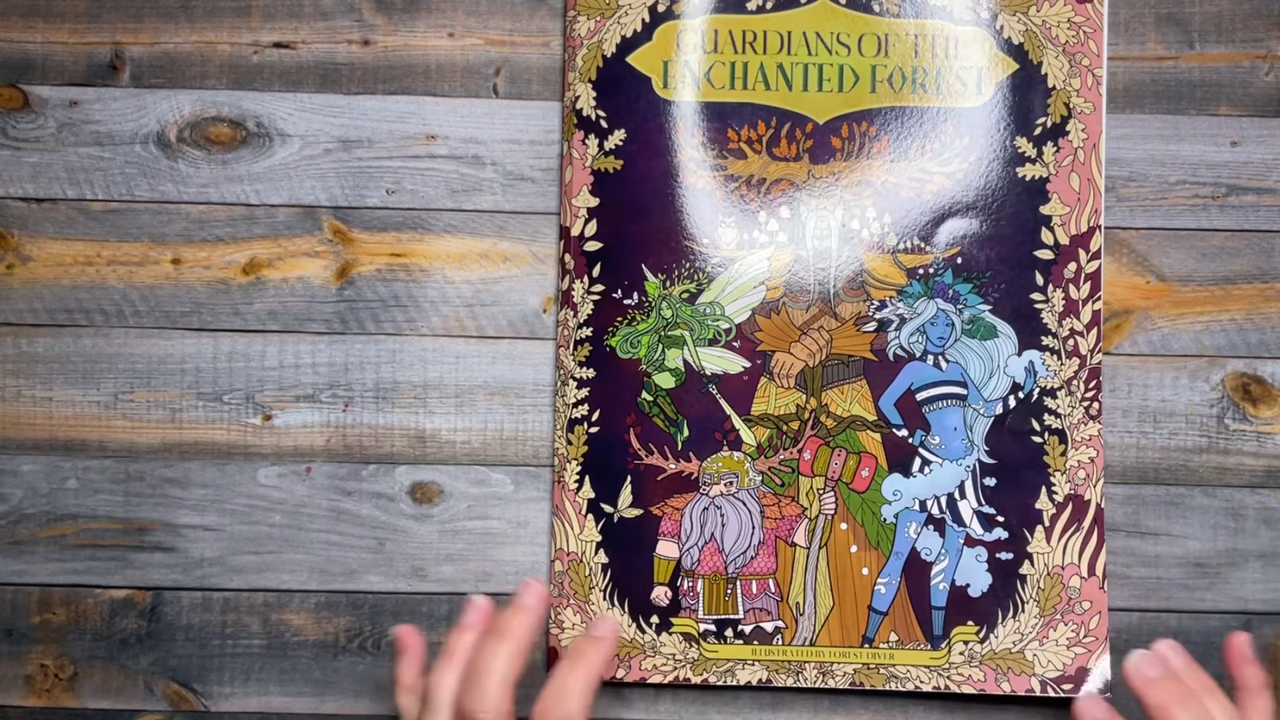 GUARDIANS OF THE
ENCHANTED FOREST
ILLUSTRATED BY FOREST DIVER